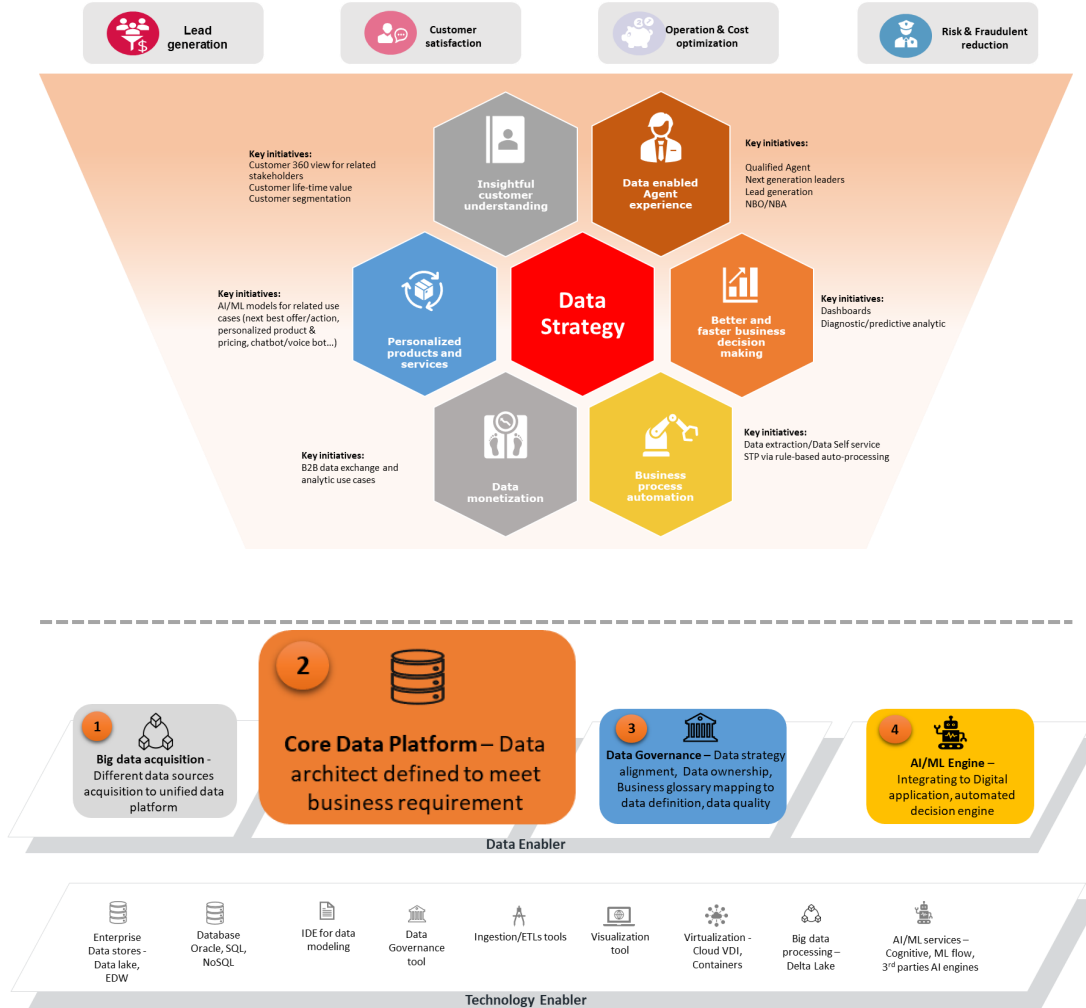 Lead
generation
Customer
satisfaction
Operation & Cost
optimization
Risk & Fraudulent
reduction
Key initiatives:
Customer 360 view for related
stakeholders
Customer life-time value
Customer segmentation
Insightful
customer
understanding
Data enabled
Agent
experience
Key initiatives:
Qualified Agent
Next generation leaders
Lead generation
NBO/NBA
Key initiatives:
AI/ML models for related use
cases (next best offer/action,
personalized product &
pricing, chatbot/voice bot...)
Personalized
products and
services
Data
Strategy
Better and
faster business
decision
making
Key initiatives:
Dashboards
Diagnostic/predictive analytic
Key initiatives:
B2B data exchange and
analytic use cases
Data
monetization
Business
process
automation
Key initiatives:
Data extraction/Data Self service
STP via rule-based auto-processing
1
Big data acquisition -
Different data sources
acquisition to unified data
platform
2
Core Data Platform – Data
architect defined to meet
business requirement
3
Data Governance – Data strategy
alignment, Data ownership,
Business glossary mapping to
data definition, data quality
4
AI/ML Engine –
Integrating to Digital
application, automated
decision engine
Data Enabler
Enterprise
Data stores -
Data lake,
EDW
Database
Oracle, SQL,
NoSQL
IDE for data
modeling
Data
Governance
tool
Ingestion/ETLs tools
Visualization
tool
Virtualization -
Cloud VDI,
Containers
Big data
processing –
Delta Lake
AI/ML services –
Cognitive, ML flow,
3rd parties AI engines
Technology Enabler